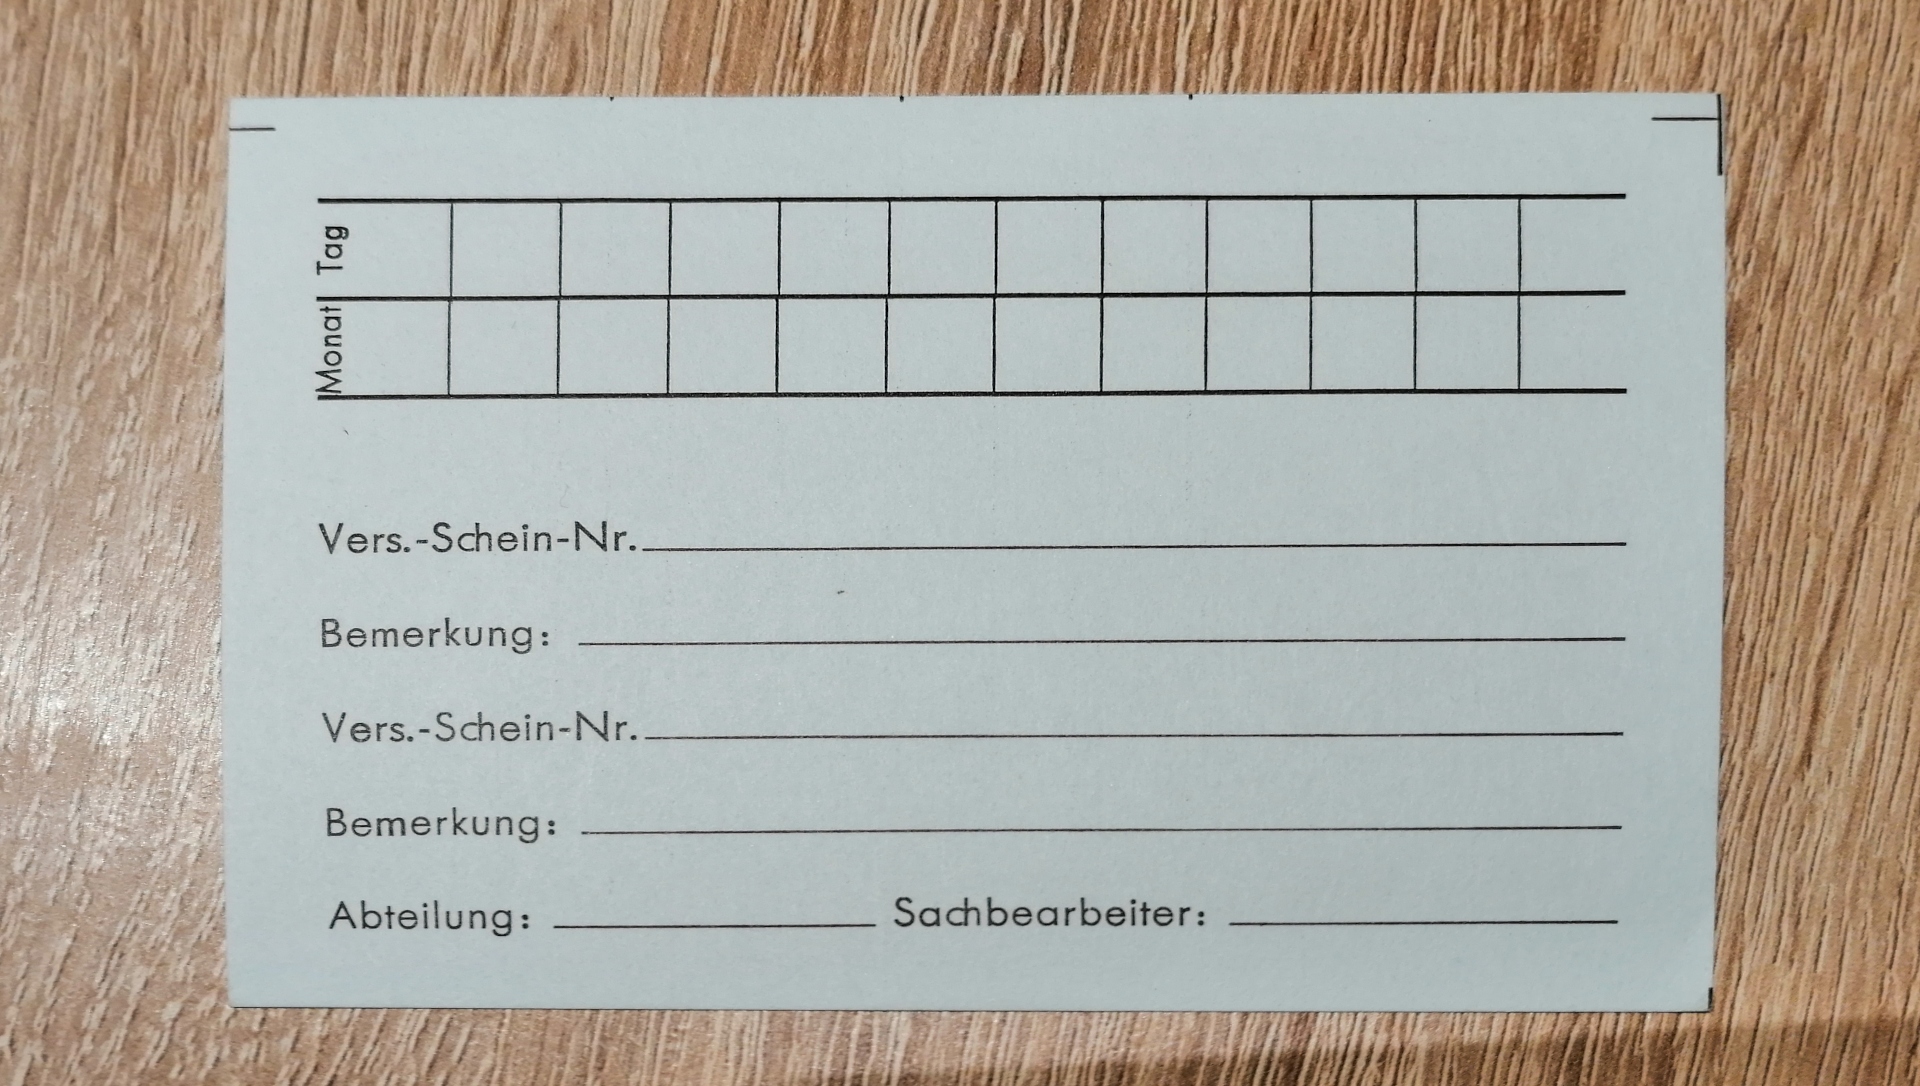 Tag
Monat
Vers.-Schein-Nr.
Bemerkung:
Vers.-Schein-Nr.
Bemerkung:
Abteilung: Sachbearbeiter: